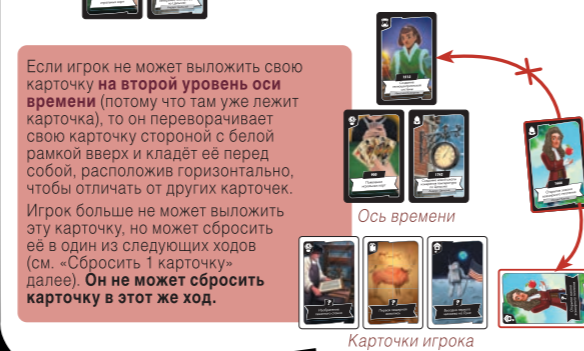 Если игрок не может выложить свою
карточку на второй уровень оси
времени (потому что там уже лежит
карточка), то он переворачивает
свою карточку стороной с белой
рамкой вверх и кладёт её перед
собой, расположив горизонтально,
чтобы отличать от других карточек.
Игрок больше не может выложить
эту карточку, но может сбросить
её в один из следующих ходов
(см. «Сбросить 1 карточку»
далее). Он не может сбросить
карточку в этот же ход.
Ось времени
?
?
?
?
Карточки игрока